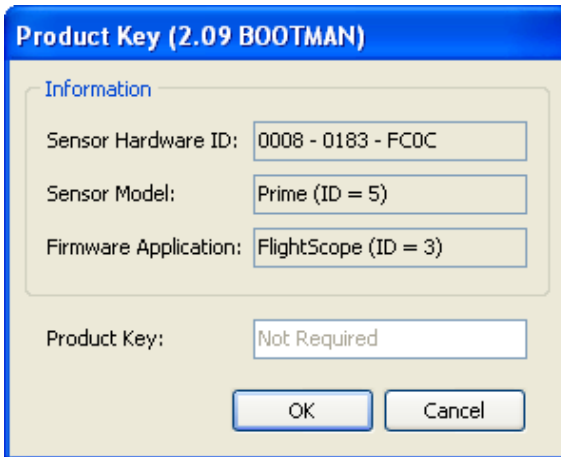 Product Key (2.09 BOOTMAN)
Information
Sensor Hardware ID: 0008 - 0183 - FC0C
Sensor Model: Prime (ID = 5)
Firmware Application: FlightScope (ID = 3)
Product Key: Not Required
OK Cancel